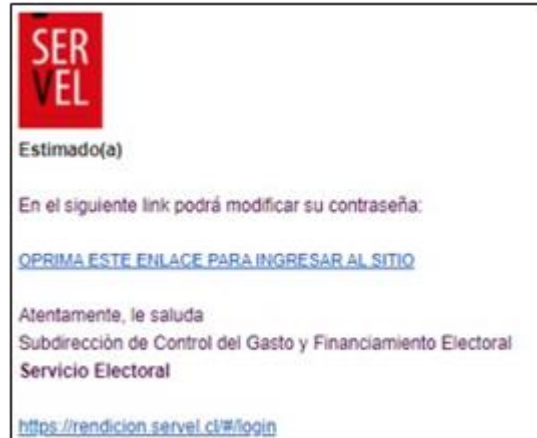 SER
VEL
Estimado(a)
En el siguiente link podrá modificar su contraseña:
OPRIMA ESTE ENLACE PARA INGRESAR AL SITIO
Atentamente, le saluda
Subdirección de Control del Gasto y Financiamiento Electoral
Servicio Electoral
https://rendicion.servel.cl/#/login